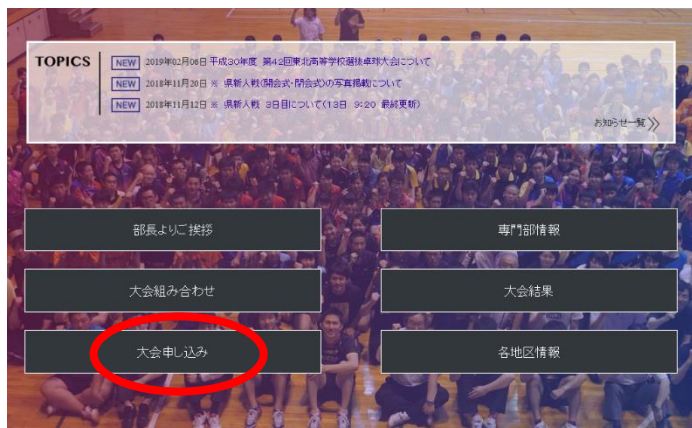 TOPICS
NEW 2019年02月06日 平成30年度 第42回東北高等学校選抜卓球大会について
NEW 2018年11月20日 ※ 県新人戦(開会式・閉会式)の写真掲載について
NEW 2018年11月12日 ※ 県新人戦 3日目について(13日 9:20 最終更新)
お知らせ一覧
部長よりご挨拶
専門部情報
大会組み合わせ
大会結果
大会申し込み
各地区情報